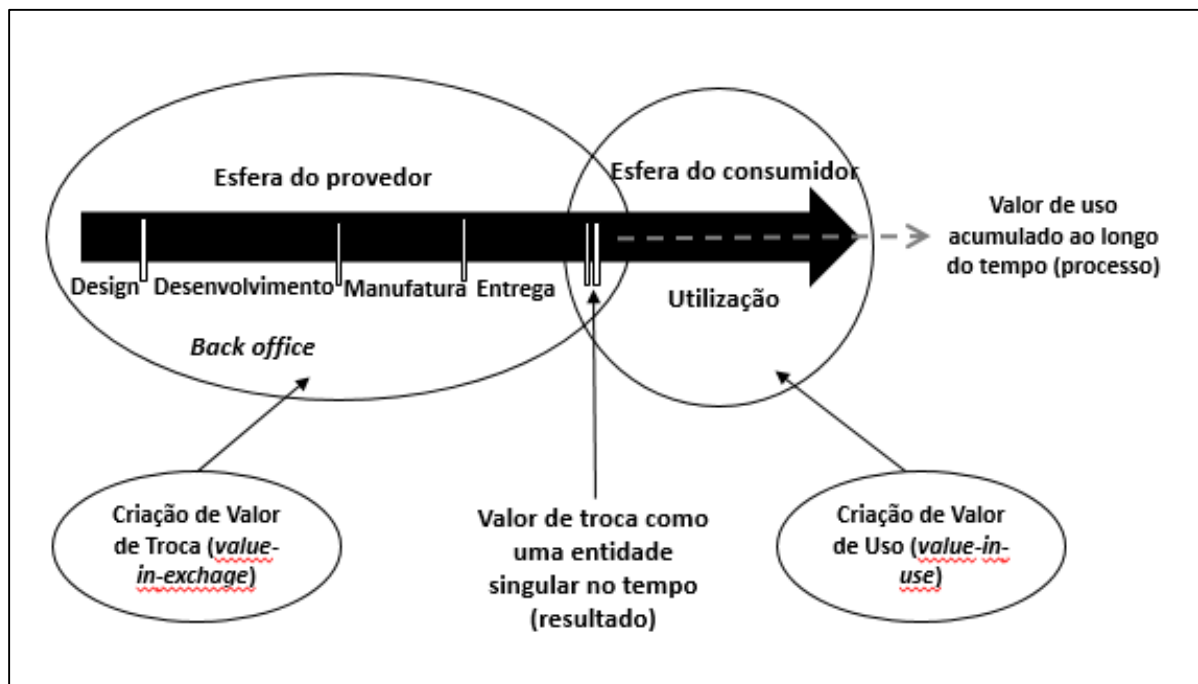 Esfera do provedor
Esfera do consumidor
Valor de uso
acumulado ao longo
do tempo (processo)
Design
Desenvolvimento
Manufatura
Entrega
Utilização
Back office
Criação de Valor
de Troca (value-
in-exchage)
Valor de troca como
uma entidade
singular no tempo
(resultado)
Criação de Valor
de Uso (value-in-
use)